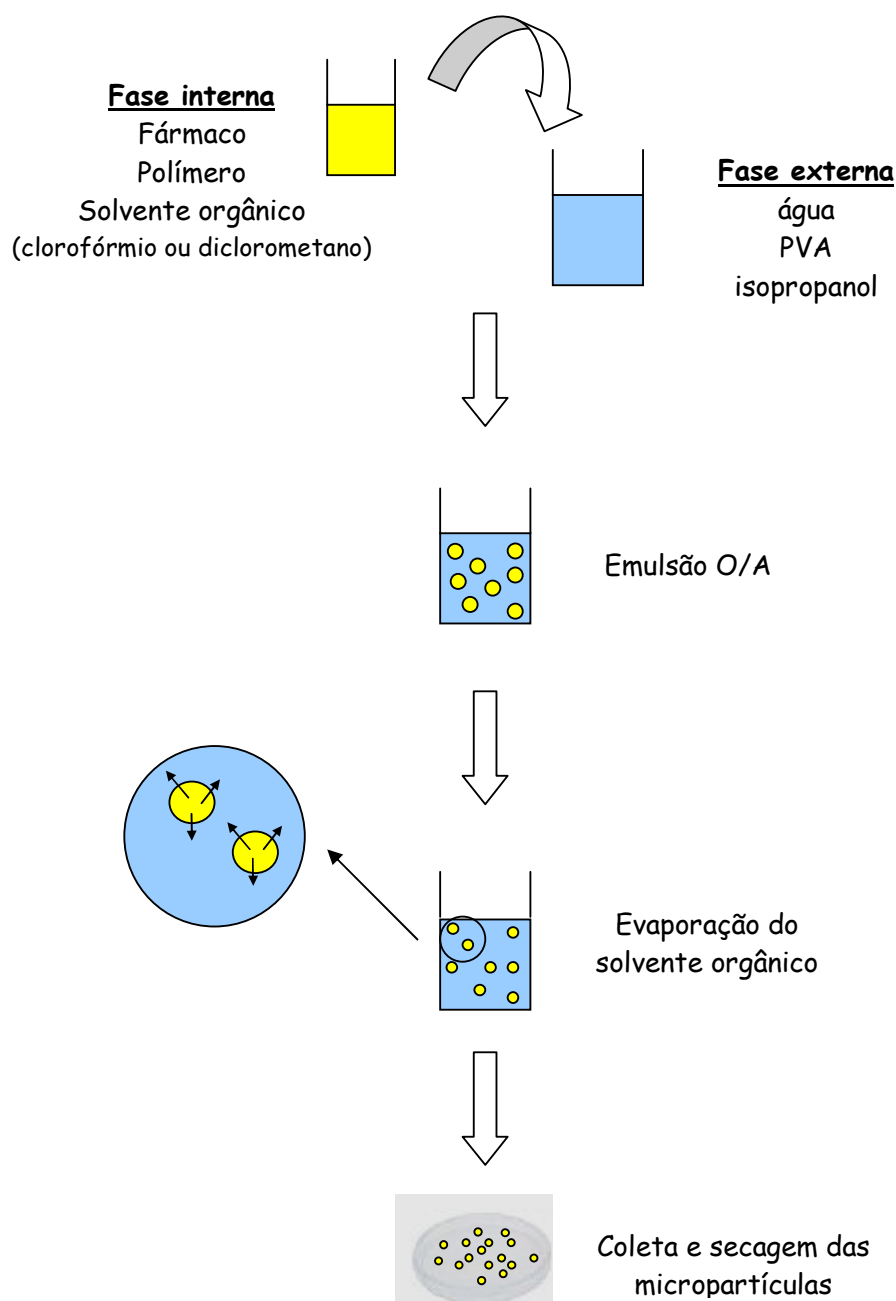 Fase interna
Fármaco
Polímero
Solvente orgânico
(clorofórmio ou diclorometano)
Fase externa
água
PVA
isopropanol
Emulsão O/A
Evaporação do
solvente orgânico
Coleta e secagem das
micropartículas